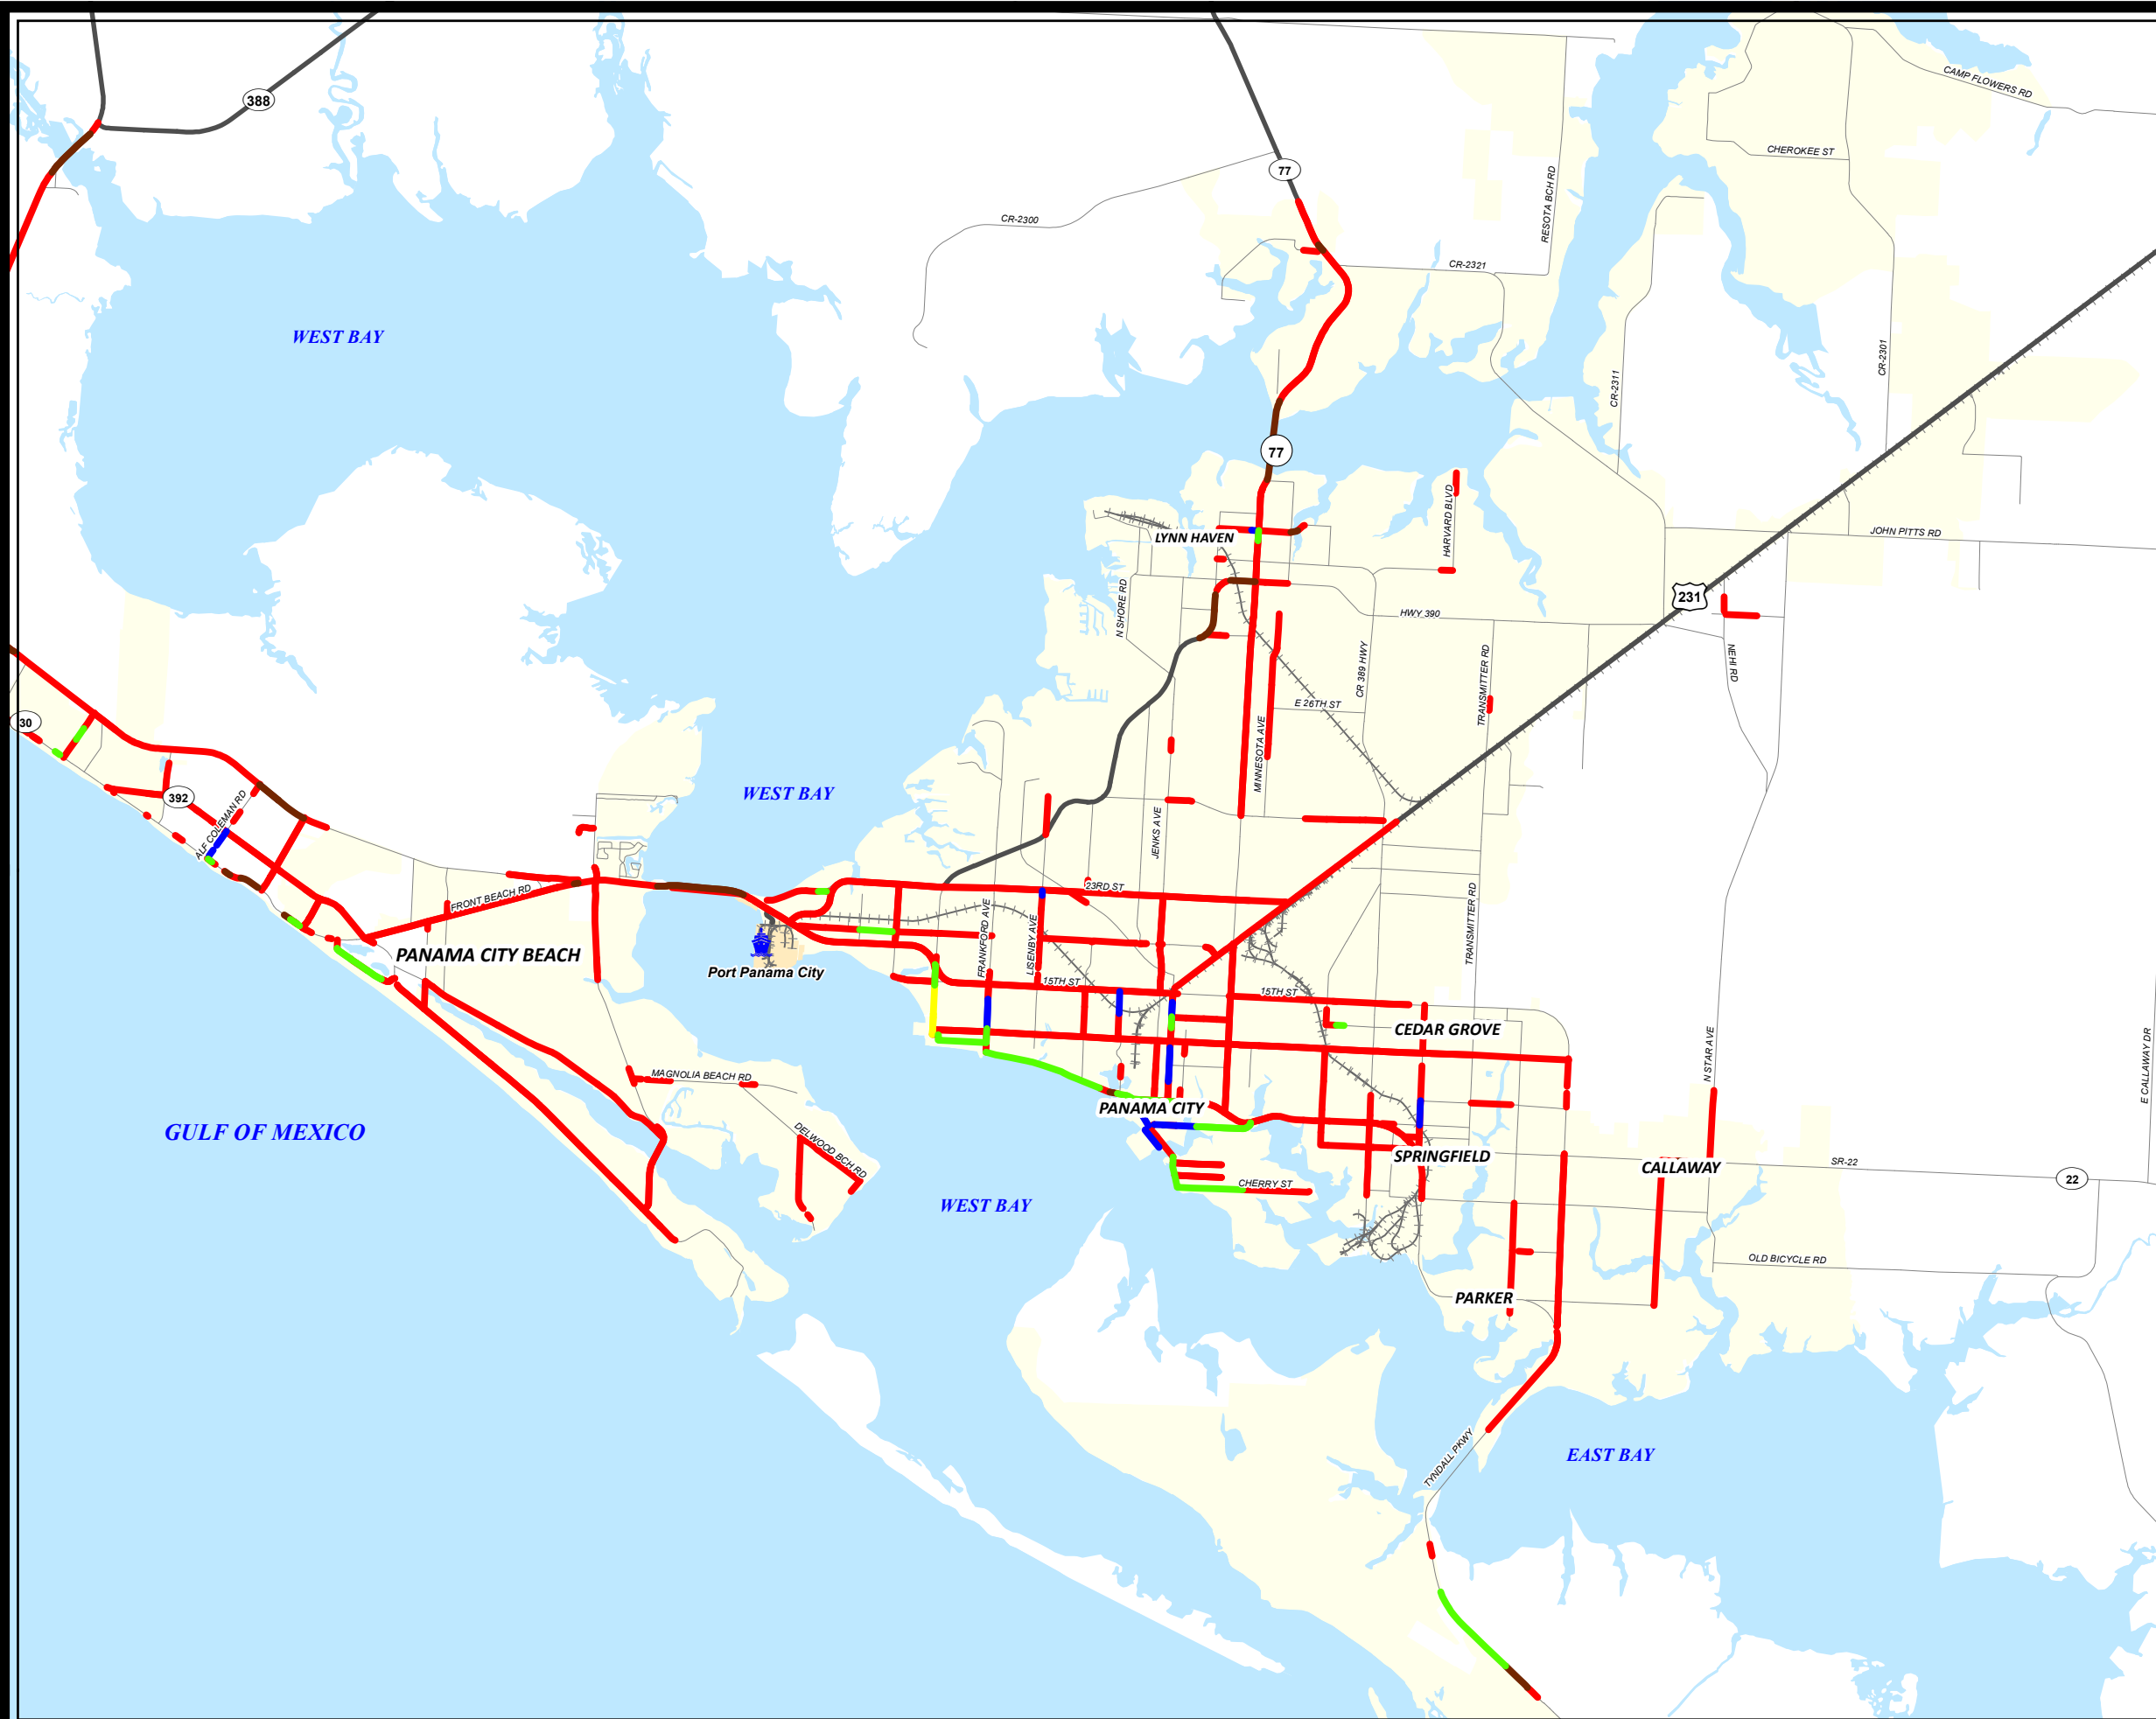 CAMP FLOWERS RD
388
CHEROKEE ST
77
RESOTA BCH RD
CR-2300
CR-2321
WEST BAY
CR-2301
CR-2311
77
HARVARD BLVD
JOHN PITTS RD
LYNN HAVEN
231
N SHORE RD
HWY 390
NEHI RD
CR 389 HWY
TRANSMITTER RD
E 26TH ST
30
MINNESOTA AVE
WEST BAY
392
ALF COLEMAN RD
JENKS AVE
23RD ST
FRONT BEACH RD
FRANKFORD AVE
LISENBY AVE
TRANSMITTER RD
PANAMA CITY BEACH
Port Panama City
15TH ST
15TH ST
CEDAR GROVE
N STAR AVE
E CALLAWAY DR
MAGNOLIA BEACH RD
PANAMA CITY
GULF OF MEXICO
DELWOOD BCH RD
SPRINGFIELD
CALLAWAY
SR-22
22
CHERRY ST
WEST BAY
OLD BICYCLE RD
PARKER
TYNDALL PKWY
EAST BAY